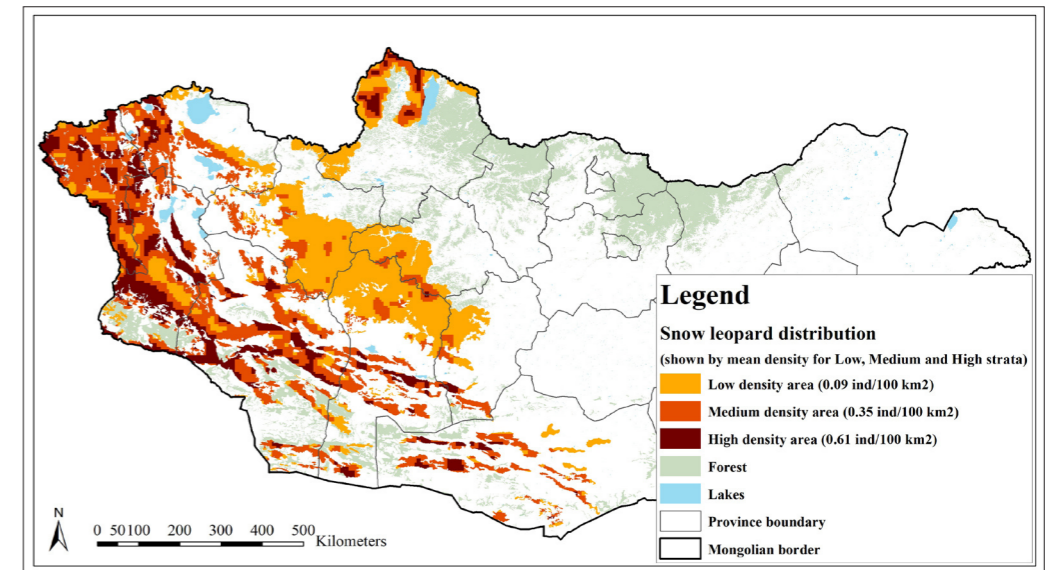 Legend
Snow leopard distribution
(shown by mean density for Low, Medium and High strata)
Low density area (0.09 ind/100 km2)
Medium density area (0.35 ind/100 km2)
High density area (0.61 ind/100 km2)
Forest
Lakes
Province boundary
Mongolian border
N
0 50100 200 300 400 500
Kilometers